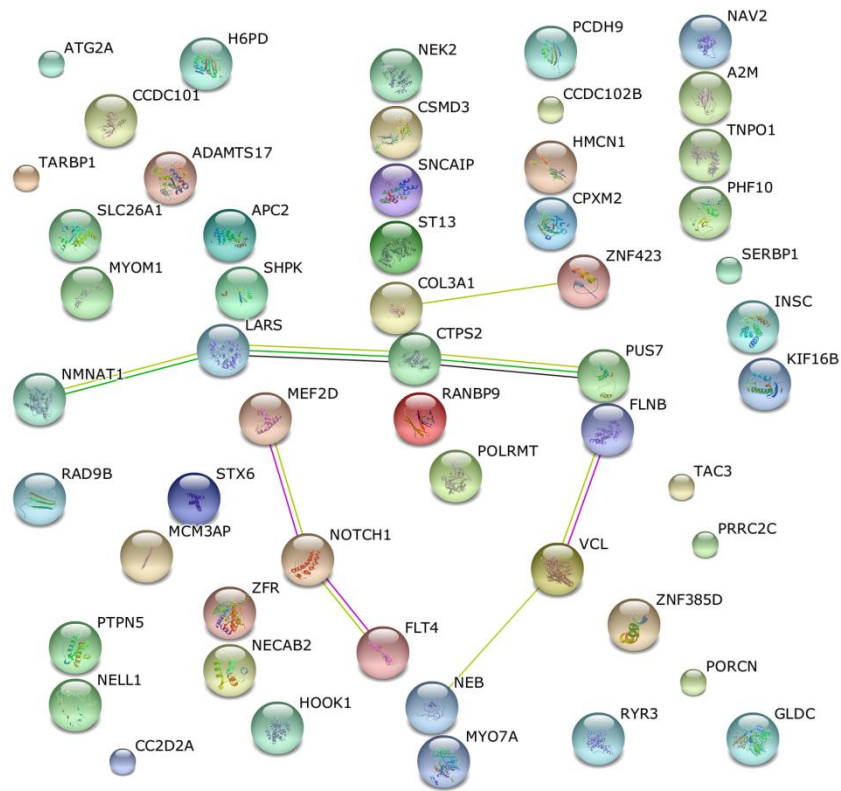 ATG2A
H6PD
NEK2
PCDH9
NAV2
CCDC101
CSMD3
CCDC102B
A2M
TARBP1
ADAMTS17
SNCAIP
HMCN1
TNPO1
SLC26A1
APC2
ST13
CPXM2
PHF10
MYOM1
SHPK
COL3A1
ZNF423
SERBP1
LARS
CTPS2
INSC
NMNAT1
PUS7
KIF16B
MEF2D
RANBP9
FLNB
RAD9B
STX6
POLRMT
TAC3
MCM3AP
NOTCH1
VCL
PRRC2C
ZFR
ZNF385D
PTPN5
NECAB2
FLT4
NELL1
HOOK1
NEB
PORCN
CC2D2A
MYO7A
RYR3
GLDC